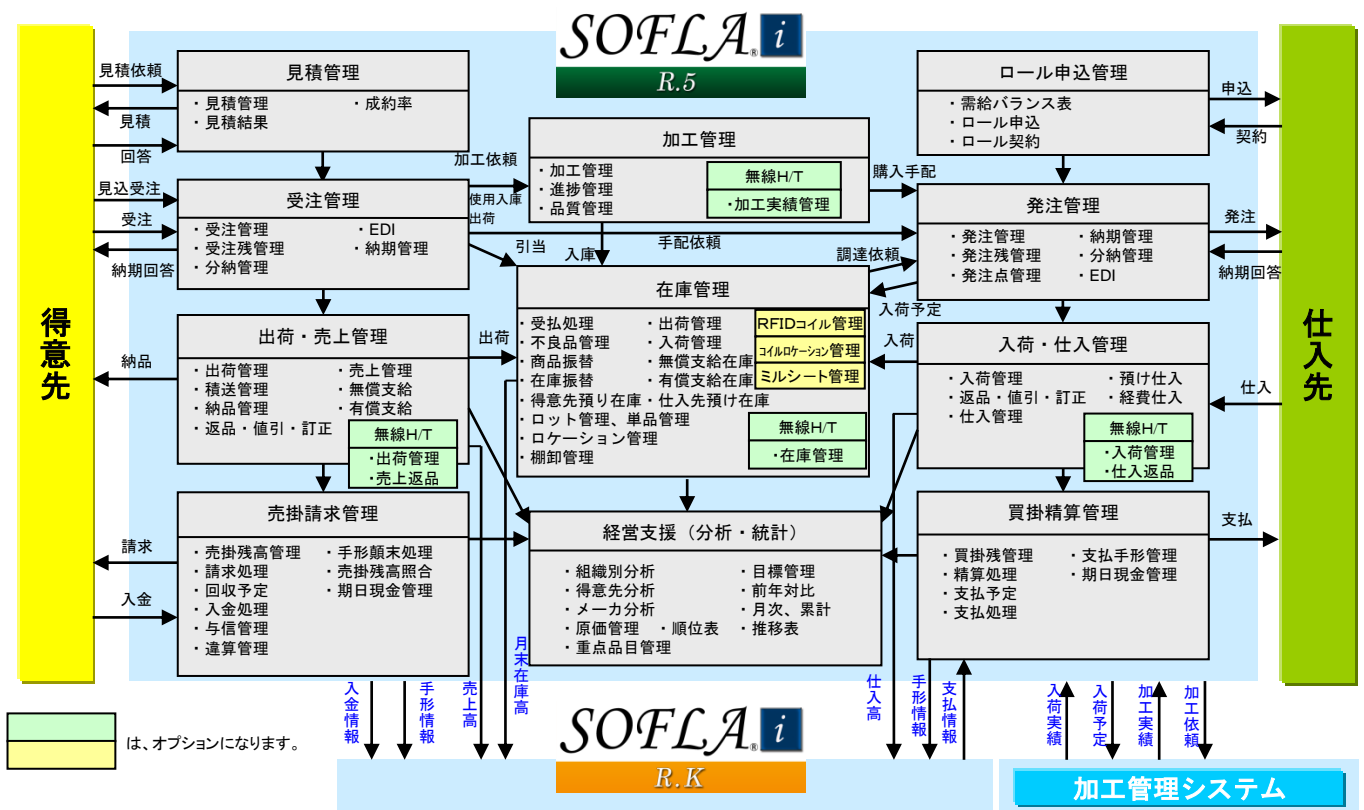 SOFLA® i
R.5
得意先
仕入先
見積依頼
見積
回答
見込受注
受注
納期回答
納品
請求
入金
見積管理
・見積管理 ・成約率
・見積結果
受注管理
・受注管理 ・EDI
・受注残管理 ・納期管理
・分納管理
出荷・売上管理
・出荷管理 ・売上管理
・積送管理 ・無償支給
・納品管理 ・有償支給
・返品・値引・訂正
無線H/T
・出荷管理
・売上返品
売掛請求管理
・売掛残高管理 ・手形顛末処理
・請求処理 ・売掛残高照合
・回収予定 ・期日現金管理
・入金処理
・与信管理
・違算管理
加工依頼
使用入庫
出荷
引当
入庫
手配依頼
購入手配
調達依頼
入荷予定
出荷
入荷
加工管理
・加工管理
・進捗管理
・品質管理
無線H/T
・加工実績管理
在庫管理
・受払処理 ・出荷管理
・不良品管理 ・入荷管理
・商品振替 ・無償支給在庫
・在庫振替 ・有償支給在庫
・得意先預り在庫 ・仕入先預け在庫
・ロット管理、単品管理
・ロケーション管理
・棚卸管理
RFIDコイル管理
コイルロケーション管理
ミルシート管理
無線H/T
・在庫管理
経営支援（分析・統計）
・組織別分析 ・目標管理
・得意先分析 ・前年対比
・メーカ分析 ・月次、累計
・原価管理 ・順位表 ・推移表
・重点品目管理
ロール申込管理
・需給バランス表
・ロール申込
・ロール契約
発注管理
・発注管理 ・納期管理
・発注残管理 ・分納管理
・発注点管理 ・EDI
入荷・仕入管理
・入荷管理 ・預け仕入
・返品・値引・訂正 ・経費仕入
・仕入管理
無線H/T
・入荷管理
・仕入返品
買掛精算管理
・買掛残管理 ・支払手形管理
・精算処理 ・期日現金管理
・支払予定
・支払処理
申込
契約
発注
納期回答
仕入
支払
入金情報
手形情報
売上高
月末在庫高
仕入高
手形情報
支払情報
入荷実績
入荷予定
加工実績
加工依頼
は、オプションになります。
SOFLA® i
R.K
加工管理システム